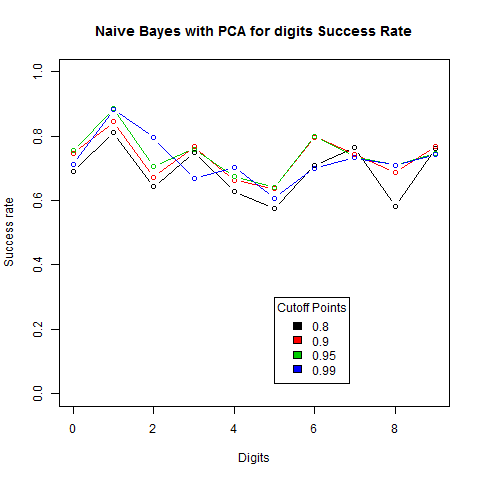 Naive Bayes with PCA for digits Success Rate
1.0
0.8
0.6
0.4
0.2
0.0
Success rate
Cutoff Points
0.8
0.9
0.95
0.99
0 2 4 6 8
Digits